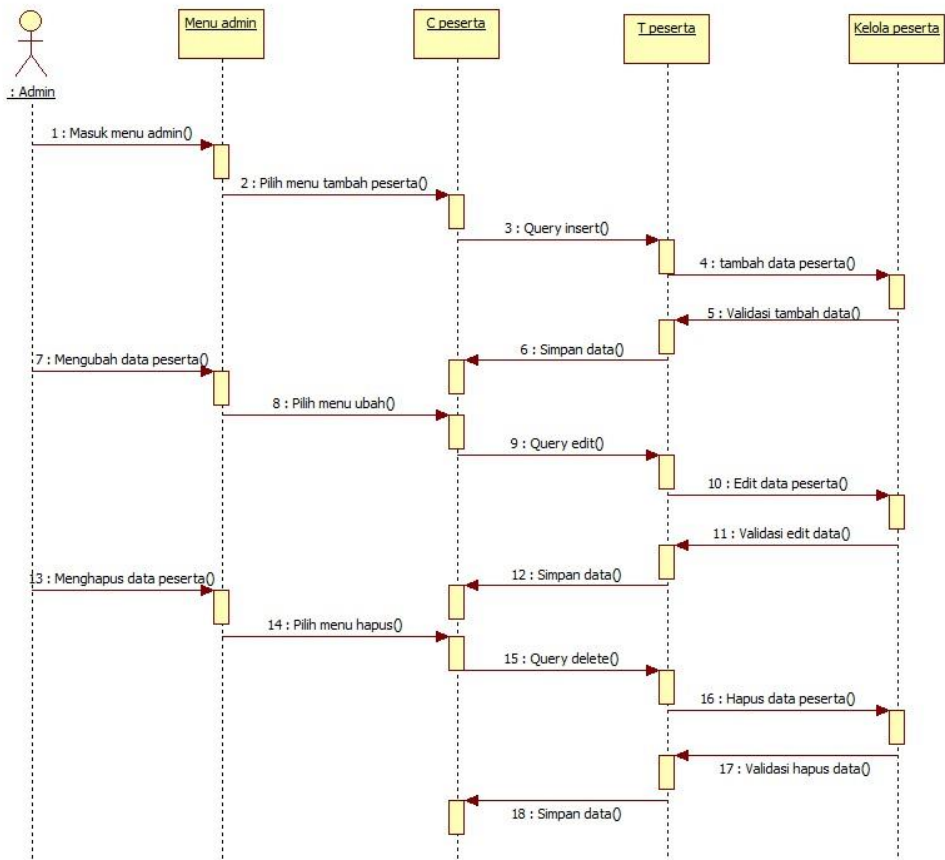 Menu admin
C peserta
T peserta
Kelola peserta
: Admin
1 : Masuk menu admin()
2 : Pilih menu tambah peserta()
3 : Query insert()
4 : tambah data peserta()
5 : Validasi tambah data()
6 : Simpan data()
7 : Mengubah data peserta()
8 : Pilih menu ubah()
9 : Query edit()
10 : Edit data peserta()
11 : Validasi edit data()
12 : Simpan data()
13 : Menghapus data peserta()
14 : Pilih menu hapus()
15 : Query delete()
16 : Hapus data peserta()
17 : Validasi hapus data()
18 : Simpan data()